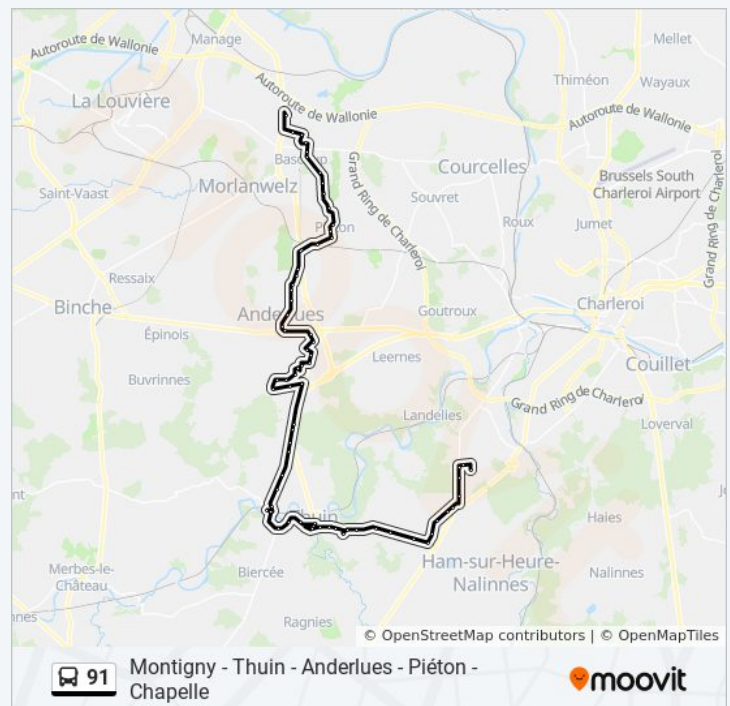 Manage
Mellet
Autoroute de Wallonie
La Louvière
Thiméon
Wayaux
Autoroute de Wallonie
Autoroute de Wallonie
Courcelles
Morlanwelz
Brussels South
Charleroi Airport
Saint-Vaast
Grand Ring de Charleroi
Souvret
Roux
Jumet
Grand Ring de Charleroi
Ressaix
Binche
Goutroux
Charleroi
Épinois
Leernes
Couillet
Buvrinnes
Grand Ring de Charleroi
Landelies
Loverval
Haies
Merbes-le-
Château
Biercée
Ham-sur-Heure-
Nalinnes
Nalinnes
Ragnies
© OpenStreetMap contributors | © OpenMapTiles
91
Montigny - Thuin - Anderlues - Piéton -
Chapelle
moovit